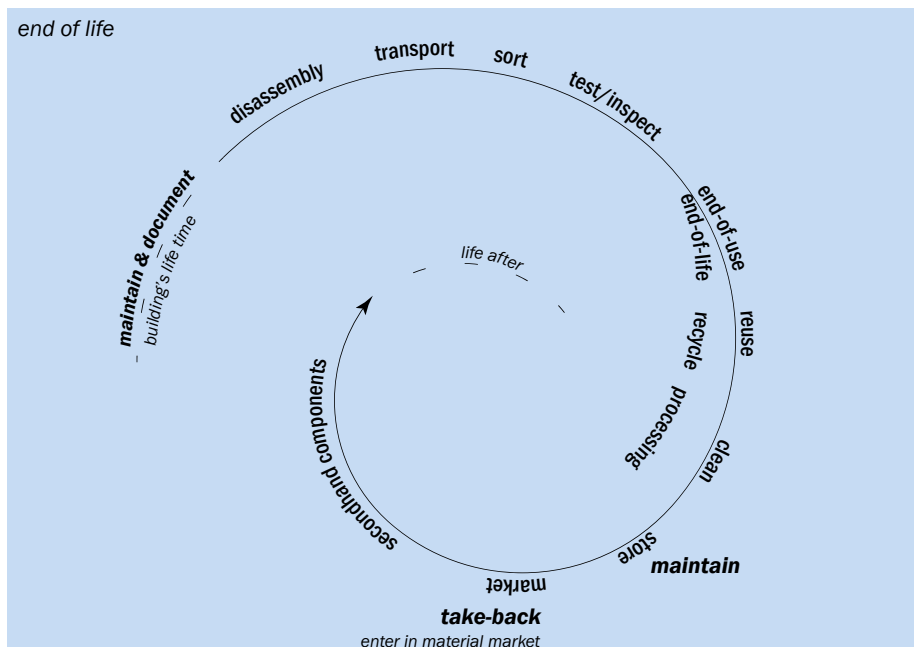 end of life
maintain & document
building's life time
disassembly
transport
sort
test/inspect
end-of-use
end-of-life
reuse
recycle
processing
clean
store
maintain
market
take-back
enter in material market
secondhand components
life after